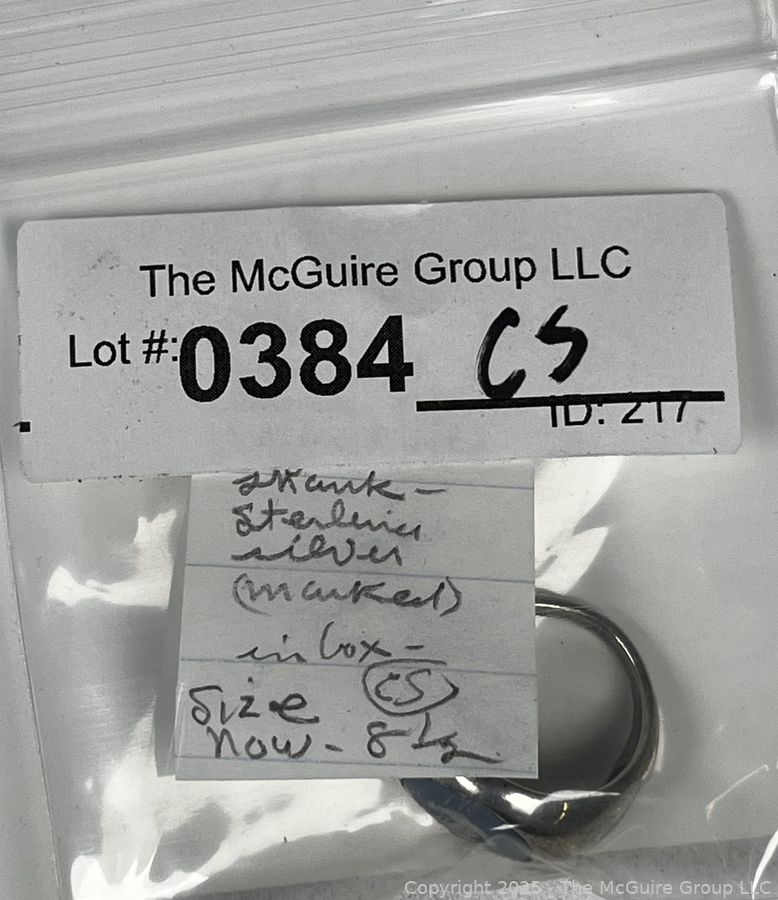 The McGuire Group LLC
Lot #: 0384 CS
ID: 217
shank -
Sterling
silver
(marked)
in box -
CS
Size
now - 8 1/2
Copyright 2025 - The McGuire Group LLC